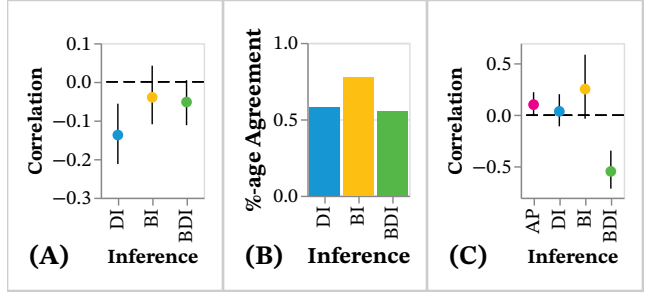 0.1
0.0
−0.1
−0.2
−0.3
Correlation
DI
BI
BDI
(A)
Inference
1.0
0.5
0.0
%-age Agreement
DI
BI
BDI
(B)
Inference
0.5
0.0
−0.5
Correlation
AP
DI
BI
BDI
(C)
Inference